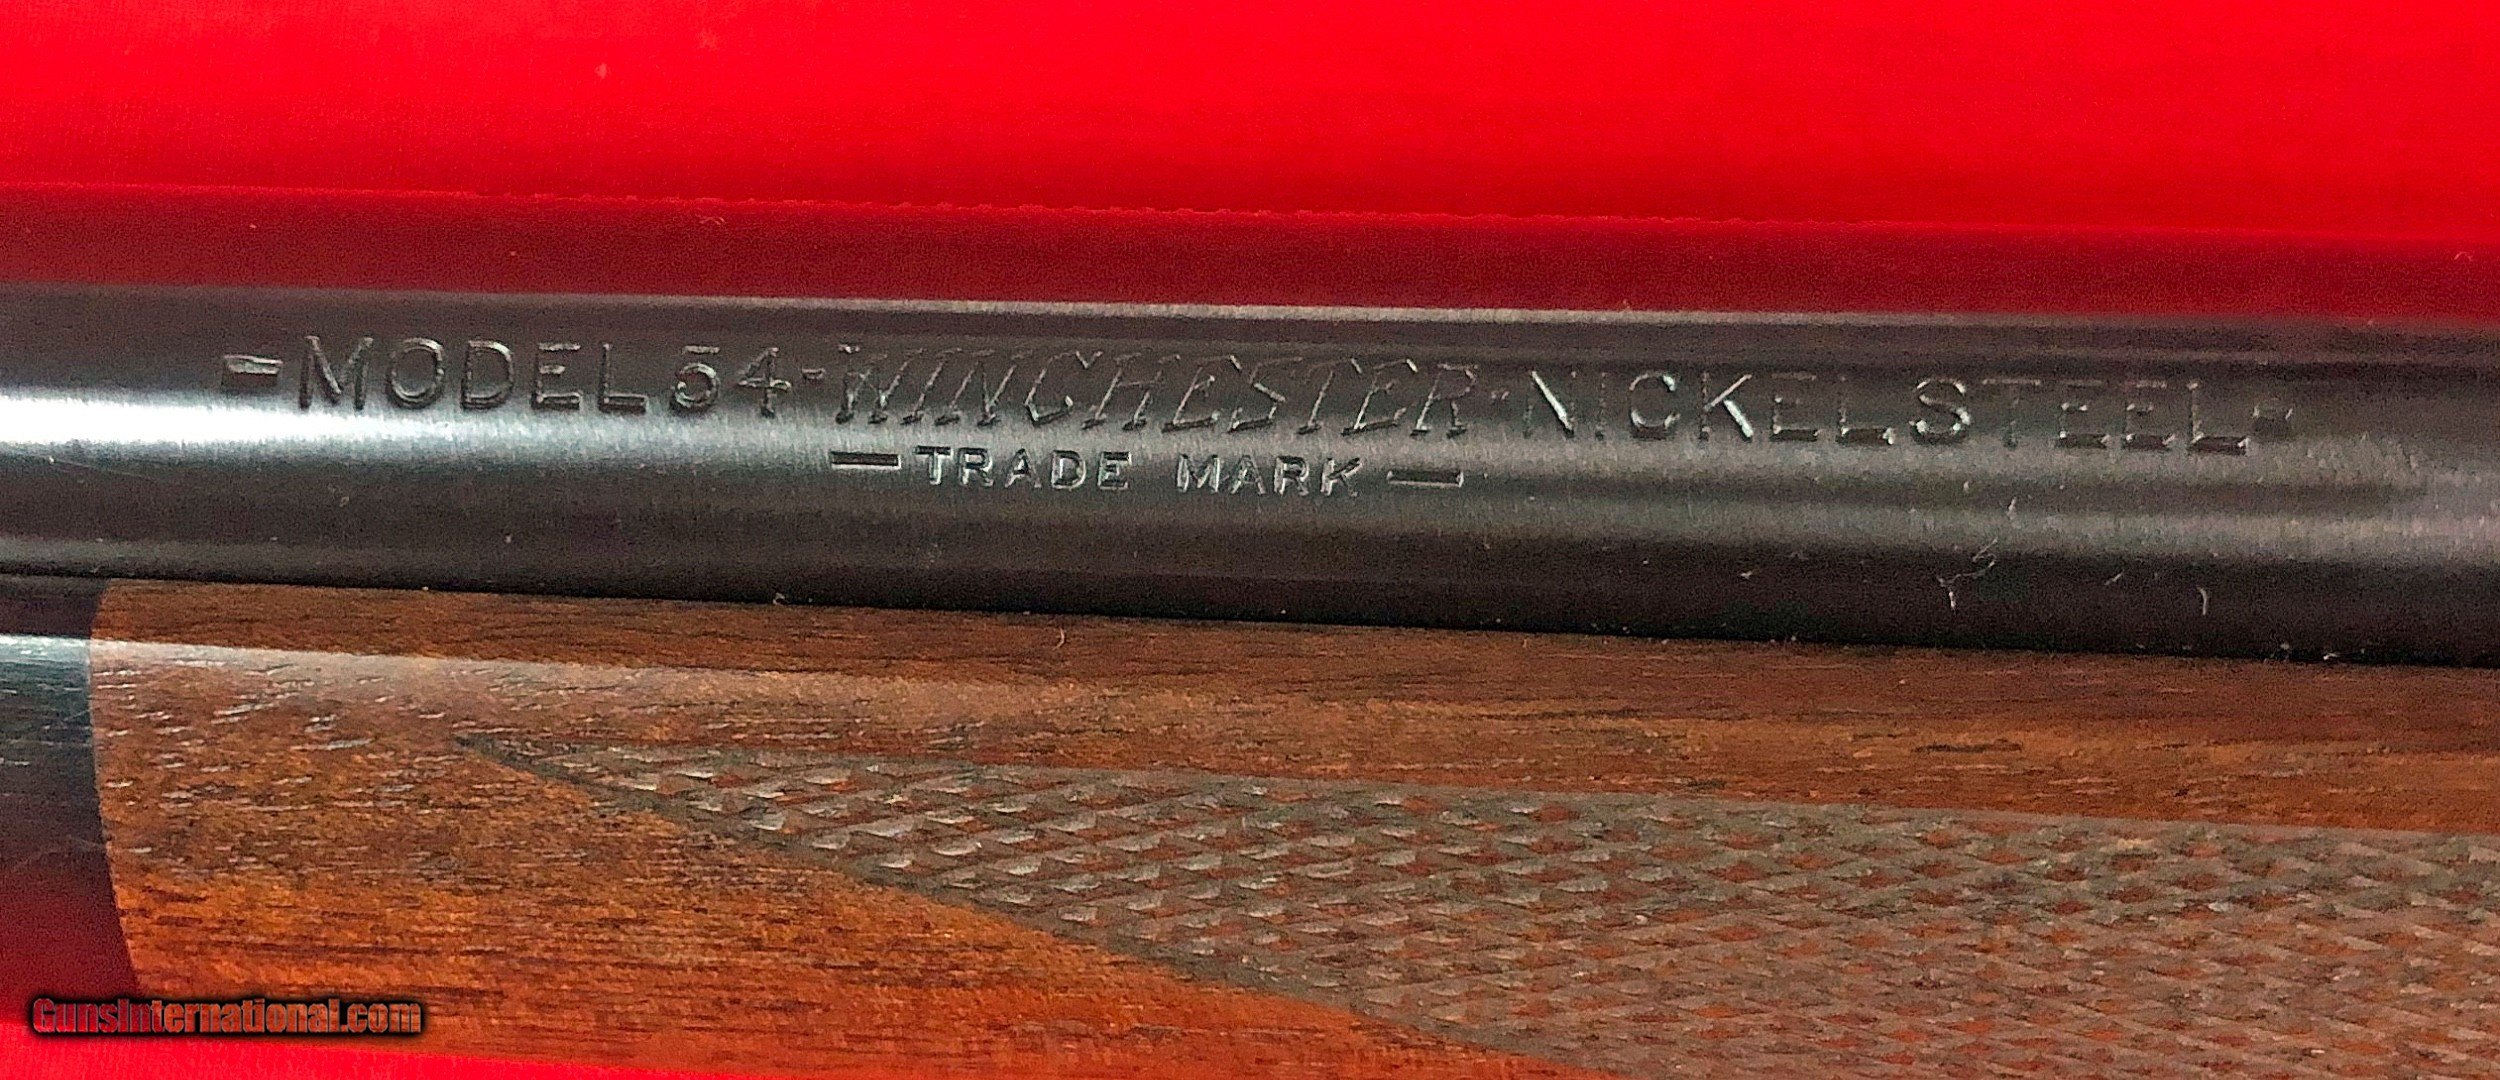 -MODEL 54-WINCHESTER-NICKEL STEEL-
-TRADE MARK-
GunsInternational.com